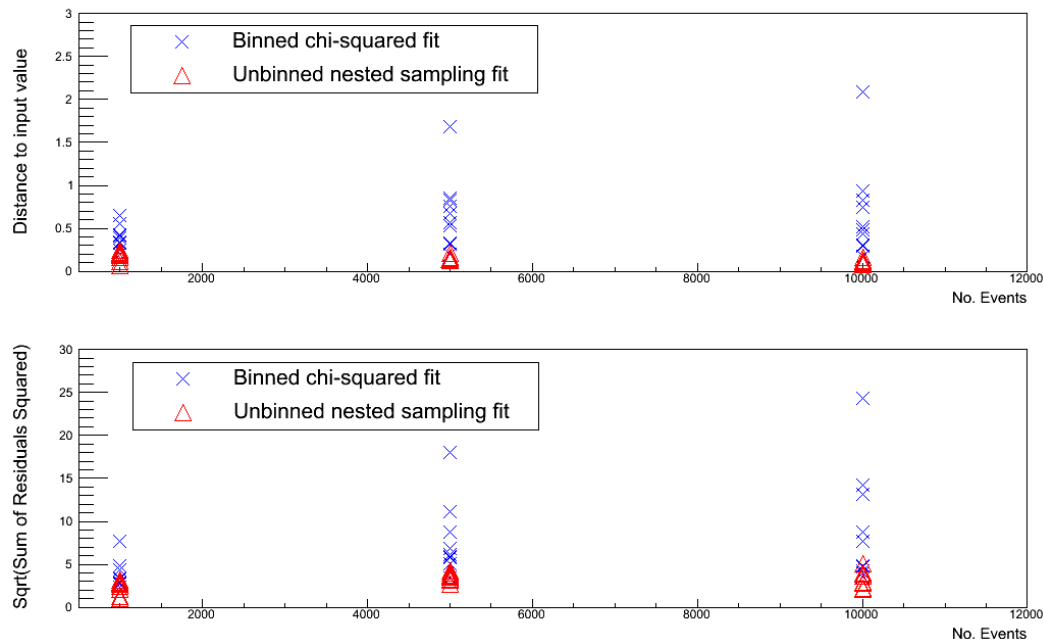 3
2.5
2
1.5
1
0.5
0
Distance to input value
Binned chi-squared fit
Unbinned nested sampling fit
2000 4000 6000 8000 10000 12000
No. Events
30
25
20
15
10
5
0
Sqrt(Sum of Residuals Squared)
Binned chi-squared fit
Unbinned nested sampling fit
2000 4000 6000 8000 10000 12000
No. Events